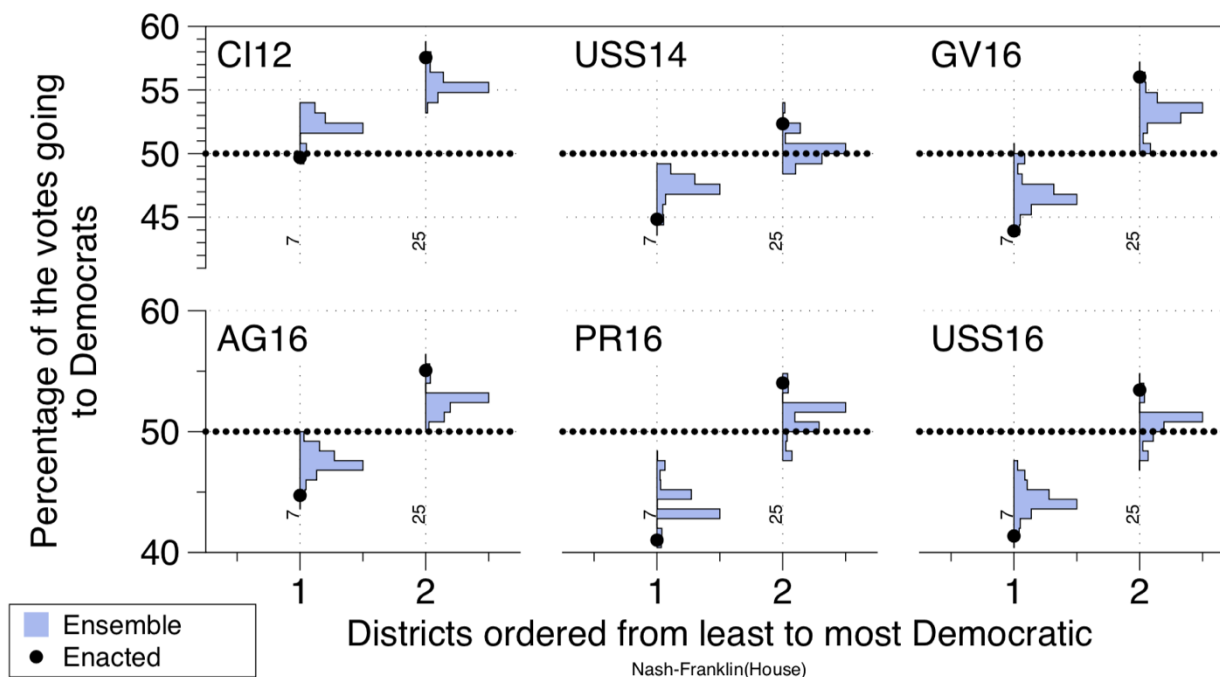 60
55
50
45
CI12
USS14
GV16
7
25
7
25
7
25
60
50
40
AG16
PR16
USS16
7
25
7
25
7
25
1 2 1 2 1 2
Percentage of the votes going
to Democrats
Districts ordered from least to most Democratic
Nash-Franklin(House)
Ensemble
Enacted